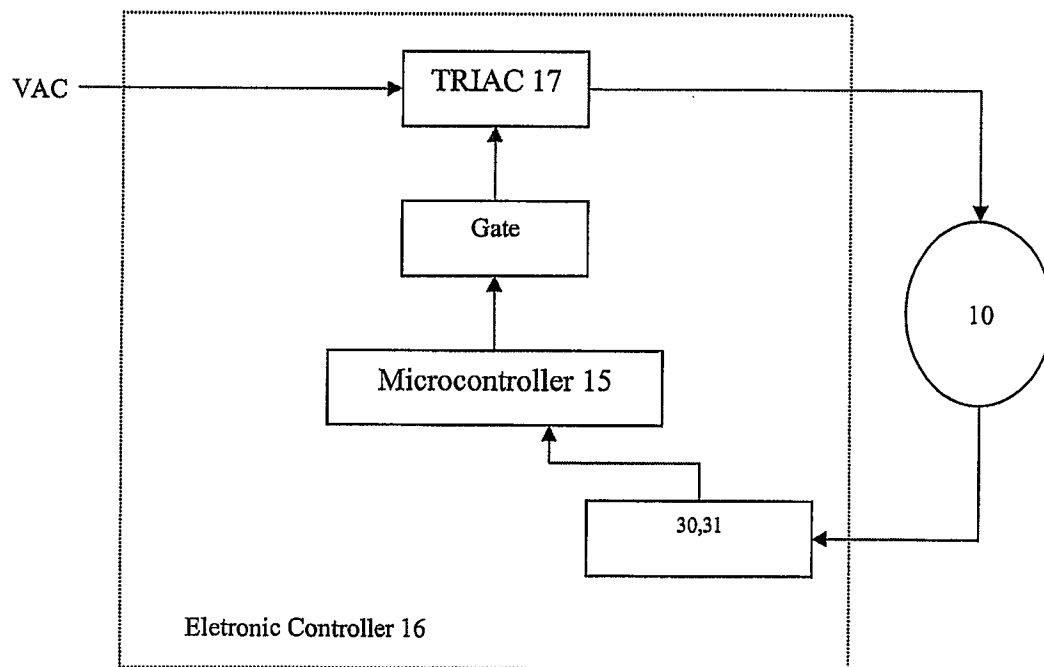 TRIAC 17
VAC
Gate
10
Microcontroller 15
30,31
Eletronic Controller 16